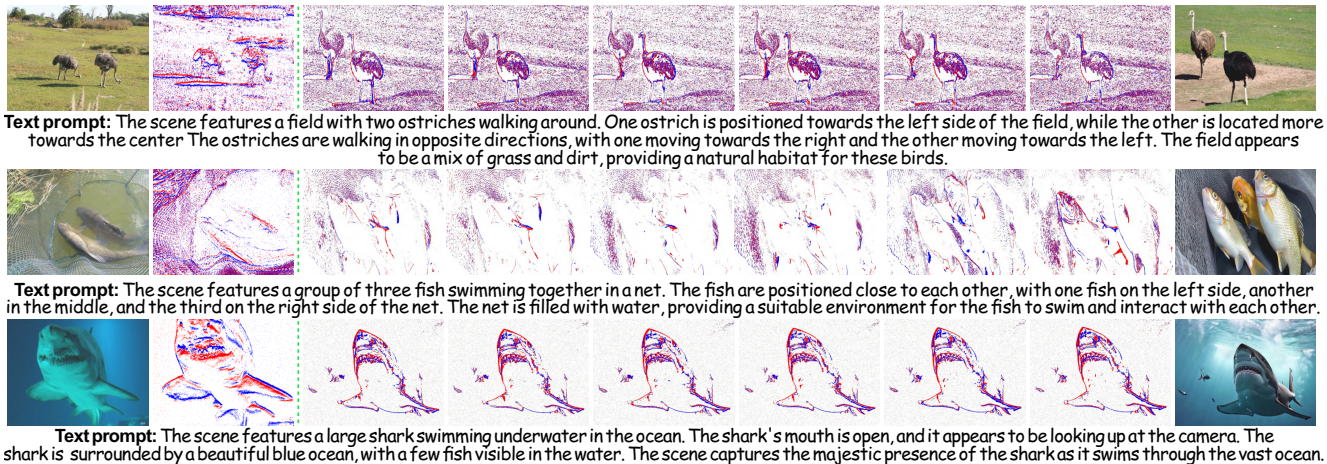 Text prompt: The scene features a field with two ostriches walking around. One ostrich is positioned towards the left side of the field, while the other is located more
towards the center The ostriches are walking in opposite directions, with one moving towards the right and the other moving towards the left. The field appears
to be a mix of grass and dirt, providing a natural habitat for these birds.
Text prompt: The scene features a group of three fish swimming together in a net. The fish are positioned close to each other, with one fish on the left side, another
in the middle, and the third on the right side of the net. The net is filled with water, providing a suitable environment for the fish to swim and interact with each other.
Text prompt: The scene features a large shark swimming underwater in the ocean. The shark's mouth is open, and it appears to be looking up at the camera. The
shark is surrounded by a beautiful blue ocean, with a few fish visible in the water. The scene captures the majestic presence of the shark as it swims through the vast ocean.